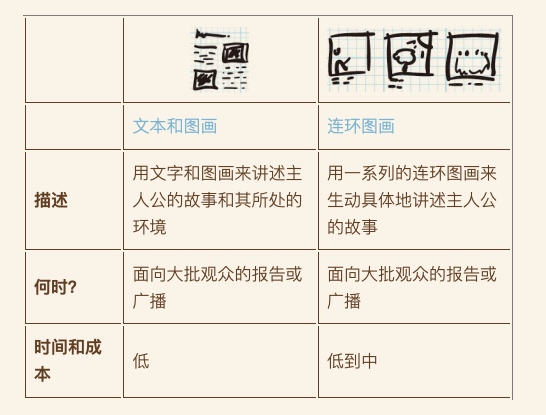 文本和图画
连环图画
描述
用文字和图画来讲述主
人公的故事和其所处的
环境
用一系列的连环图画来
生动具体地讲述主人公
的故事
何时？
面向大批观众的报告或
广播
面向大批观众的报告或
广播
时间和成
本
低
低到中